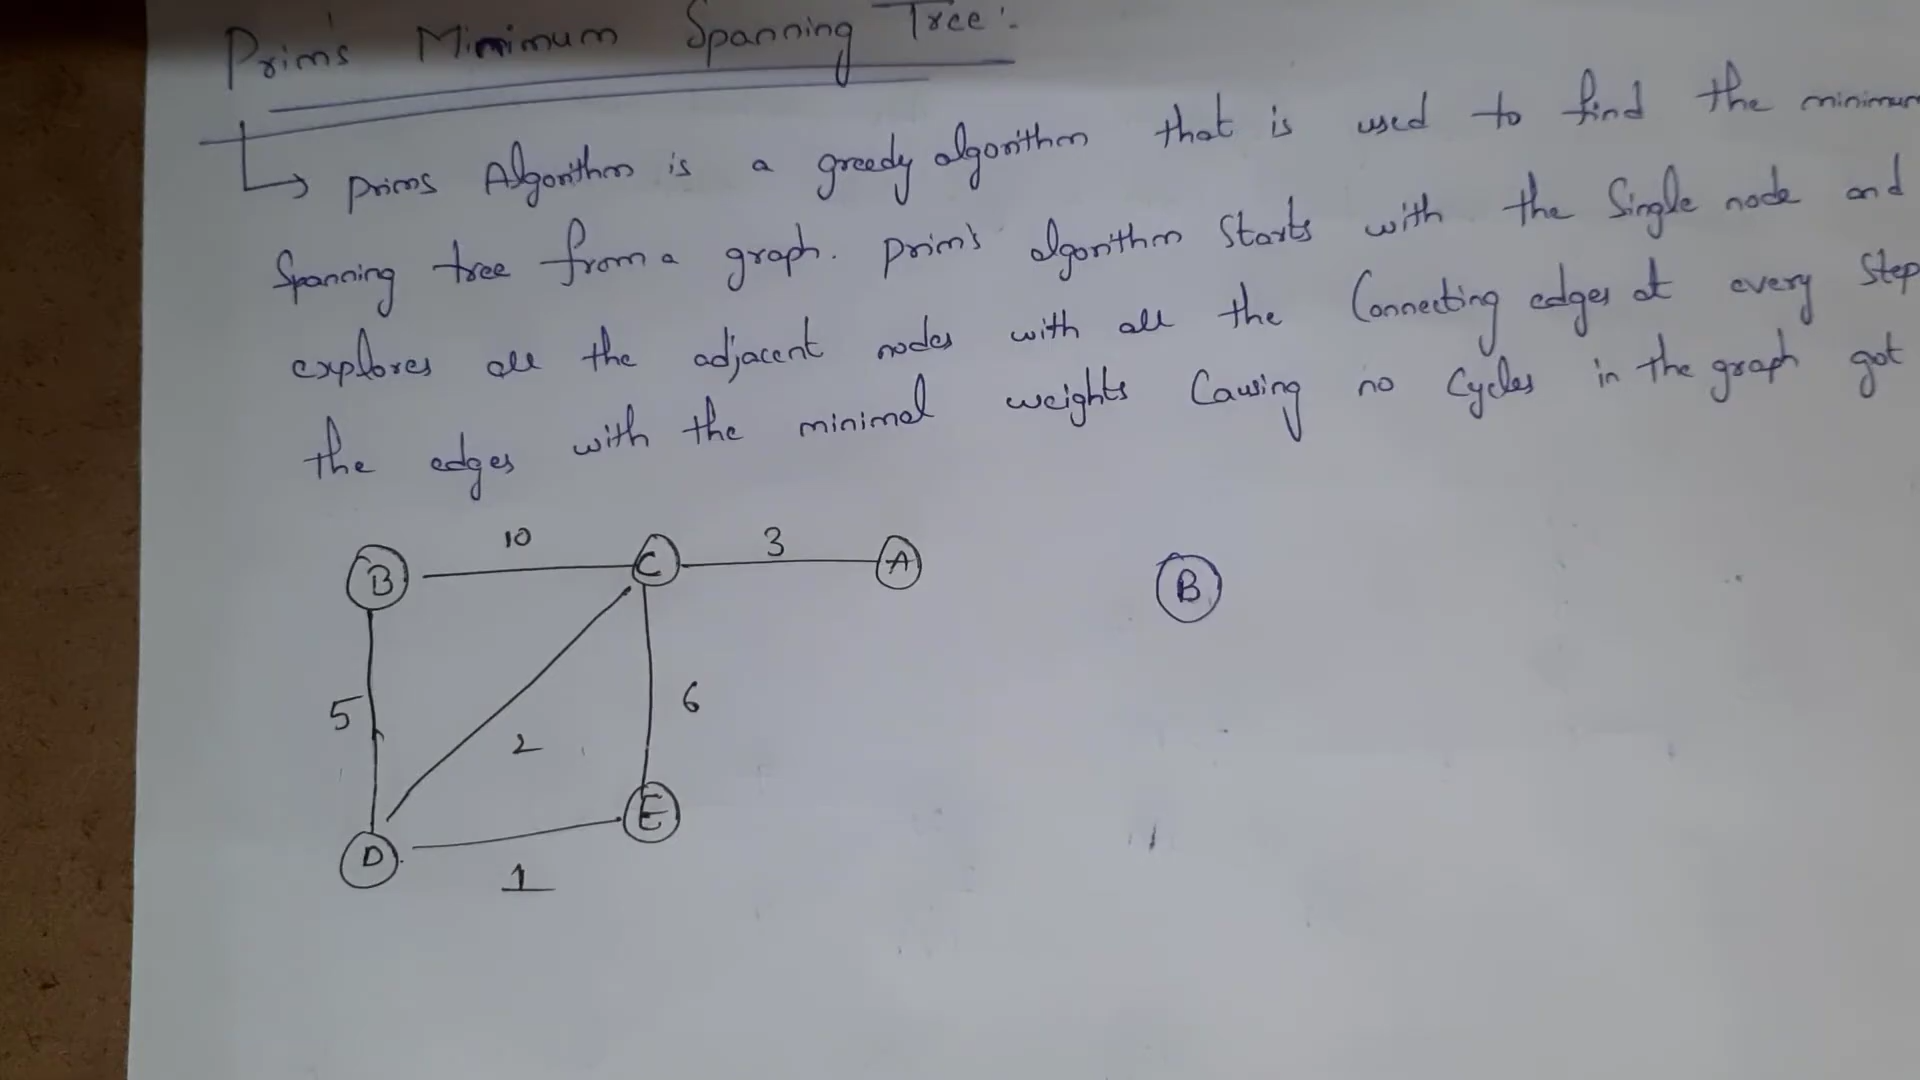 Prim's Minimum Spanning Tree:-
→ prims Algorithm is a greedy algorithm that is used to find the minimum
Spanning tree from a graph. prim's algorithm Starts with the Single node and
explores all the adjacent nodes with all the Connecting edges at every Step
the edges with the minimal weights Causing no Cycles in the graph got
10 3
B C A B
5 6
2
E
D
1